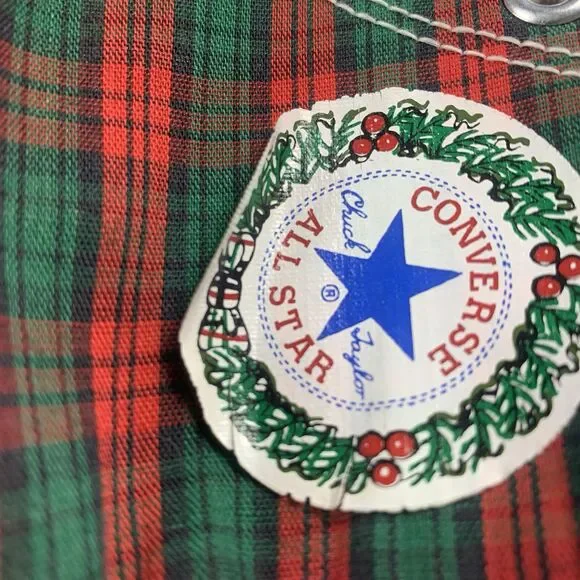 CONVERSE
Chuck Taylor
®
ALL STAR